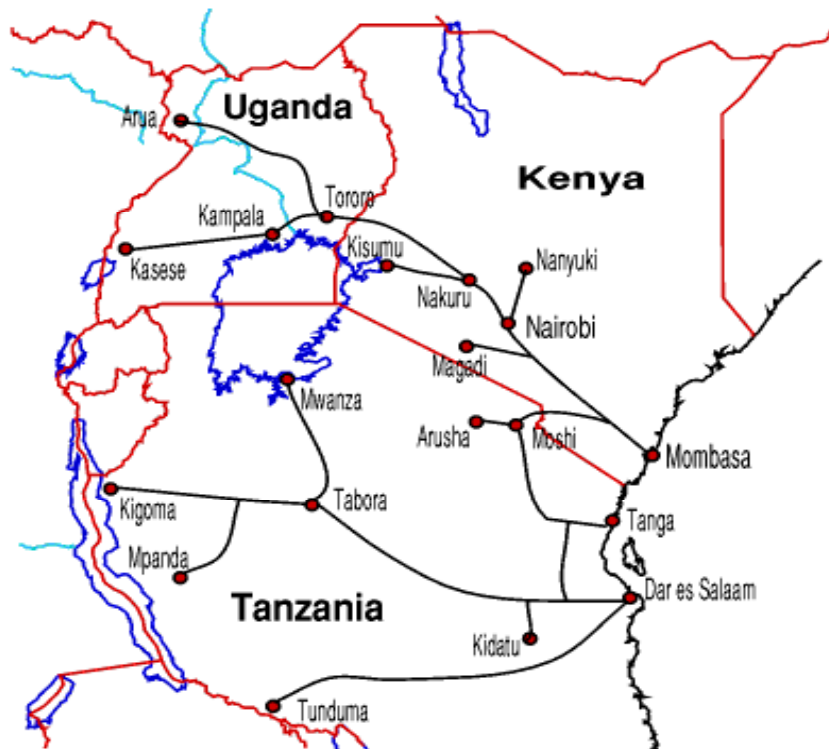 Uganda
Arua
Kenya
Tororo
Kampala
Kisumu
Nanyuki
Kasese
Nakuru
Nairobi
Magadi
Mwanza
Arusha
Moshi
Mombasa
Kigoma
Tabora
Tanga
Mpanda
Dar es Salaam
Tanzania
Kidatu
Tunduma